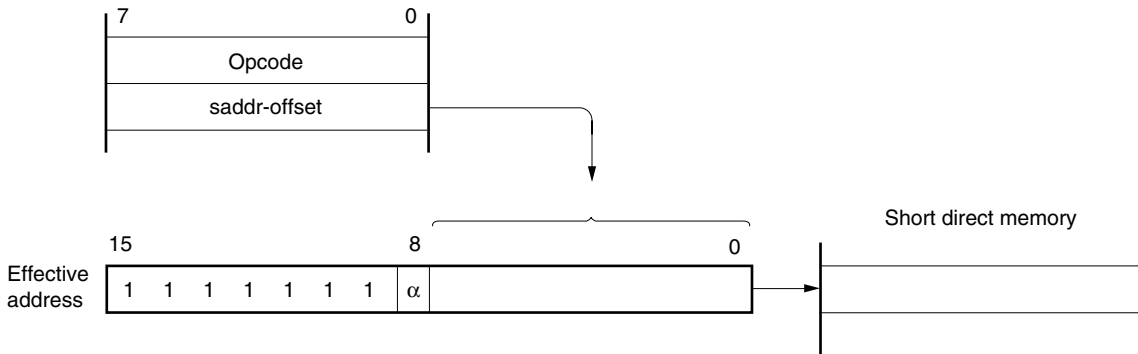 7 0
Opcode
saddr-offset
Short direct memory
15 8 0
Effective
address
1 1 1 1 1 1 1 α